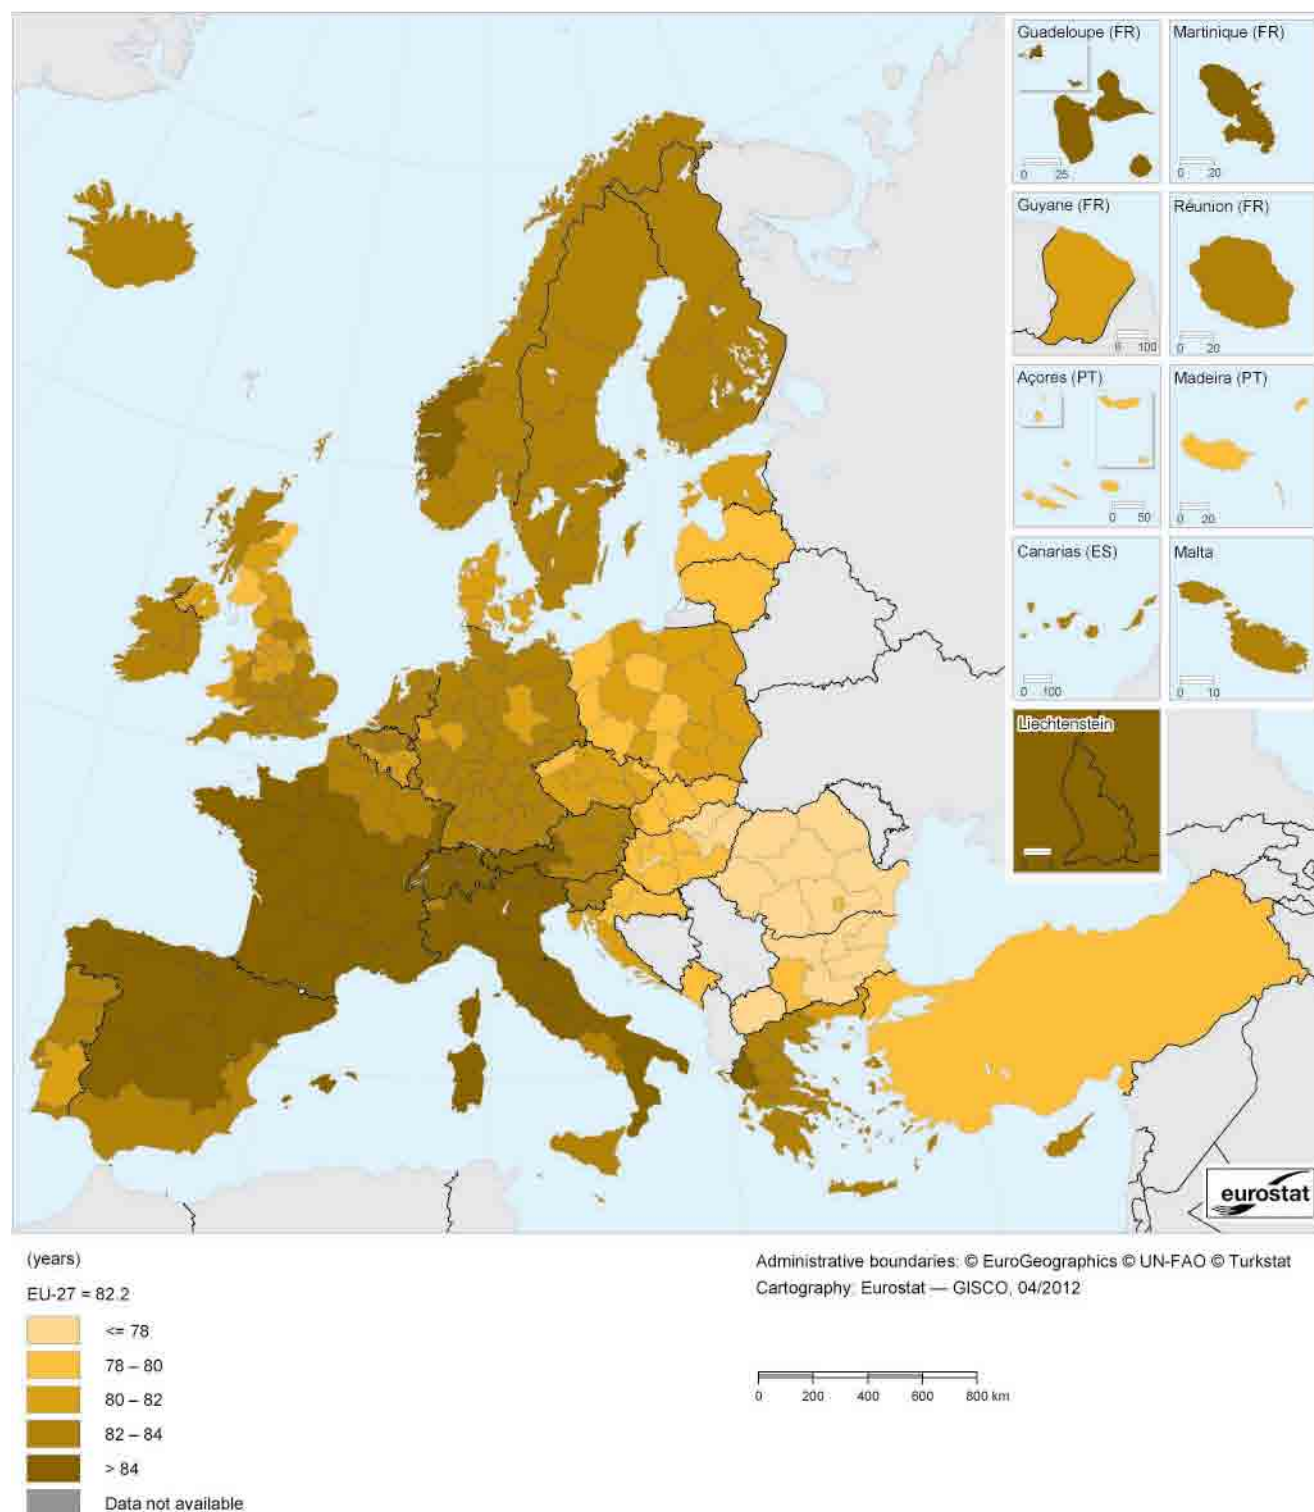 Guadeloupe (FR)
0 25
Martinique (FR)
0 20
Guyane (FR)
0 100
Réunion (FR)
0 20
Açores (PT)
0 50
Madeira (PT)
0 20
Canarias (ES)
0 100
Malta
0 10
Liechtenstein
eurostat
(years)
EU-27 = 82.2
<= 78
78 – 80
80 – 82
82 – 84
> 84
Data not available
Administrative boundaries: © EuroGeographics © UN-FAO © Turkstat
Cartography: Eurostat — GISCO, 04/2012
0 200 400 600 800 km